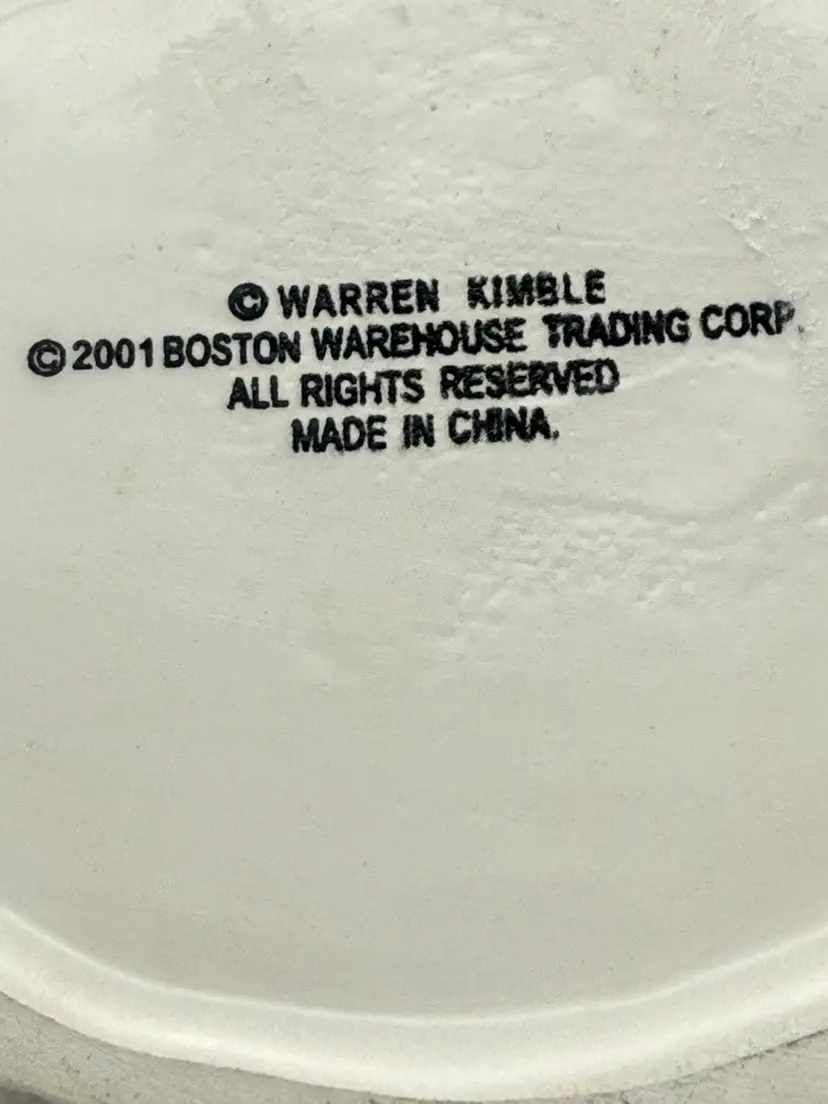 © WARREN KIMBLE
© 2001 BOSTON WAREHOUSE TRADING CORP.
ALL RIGHTS RESERVED
MADE IN CHINA.